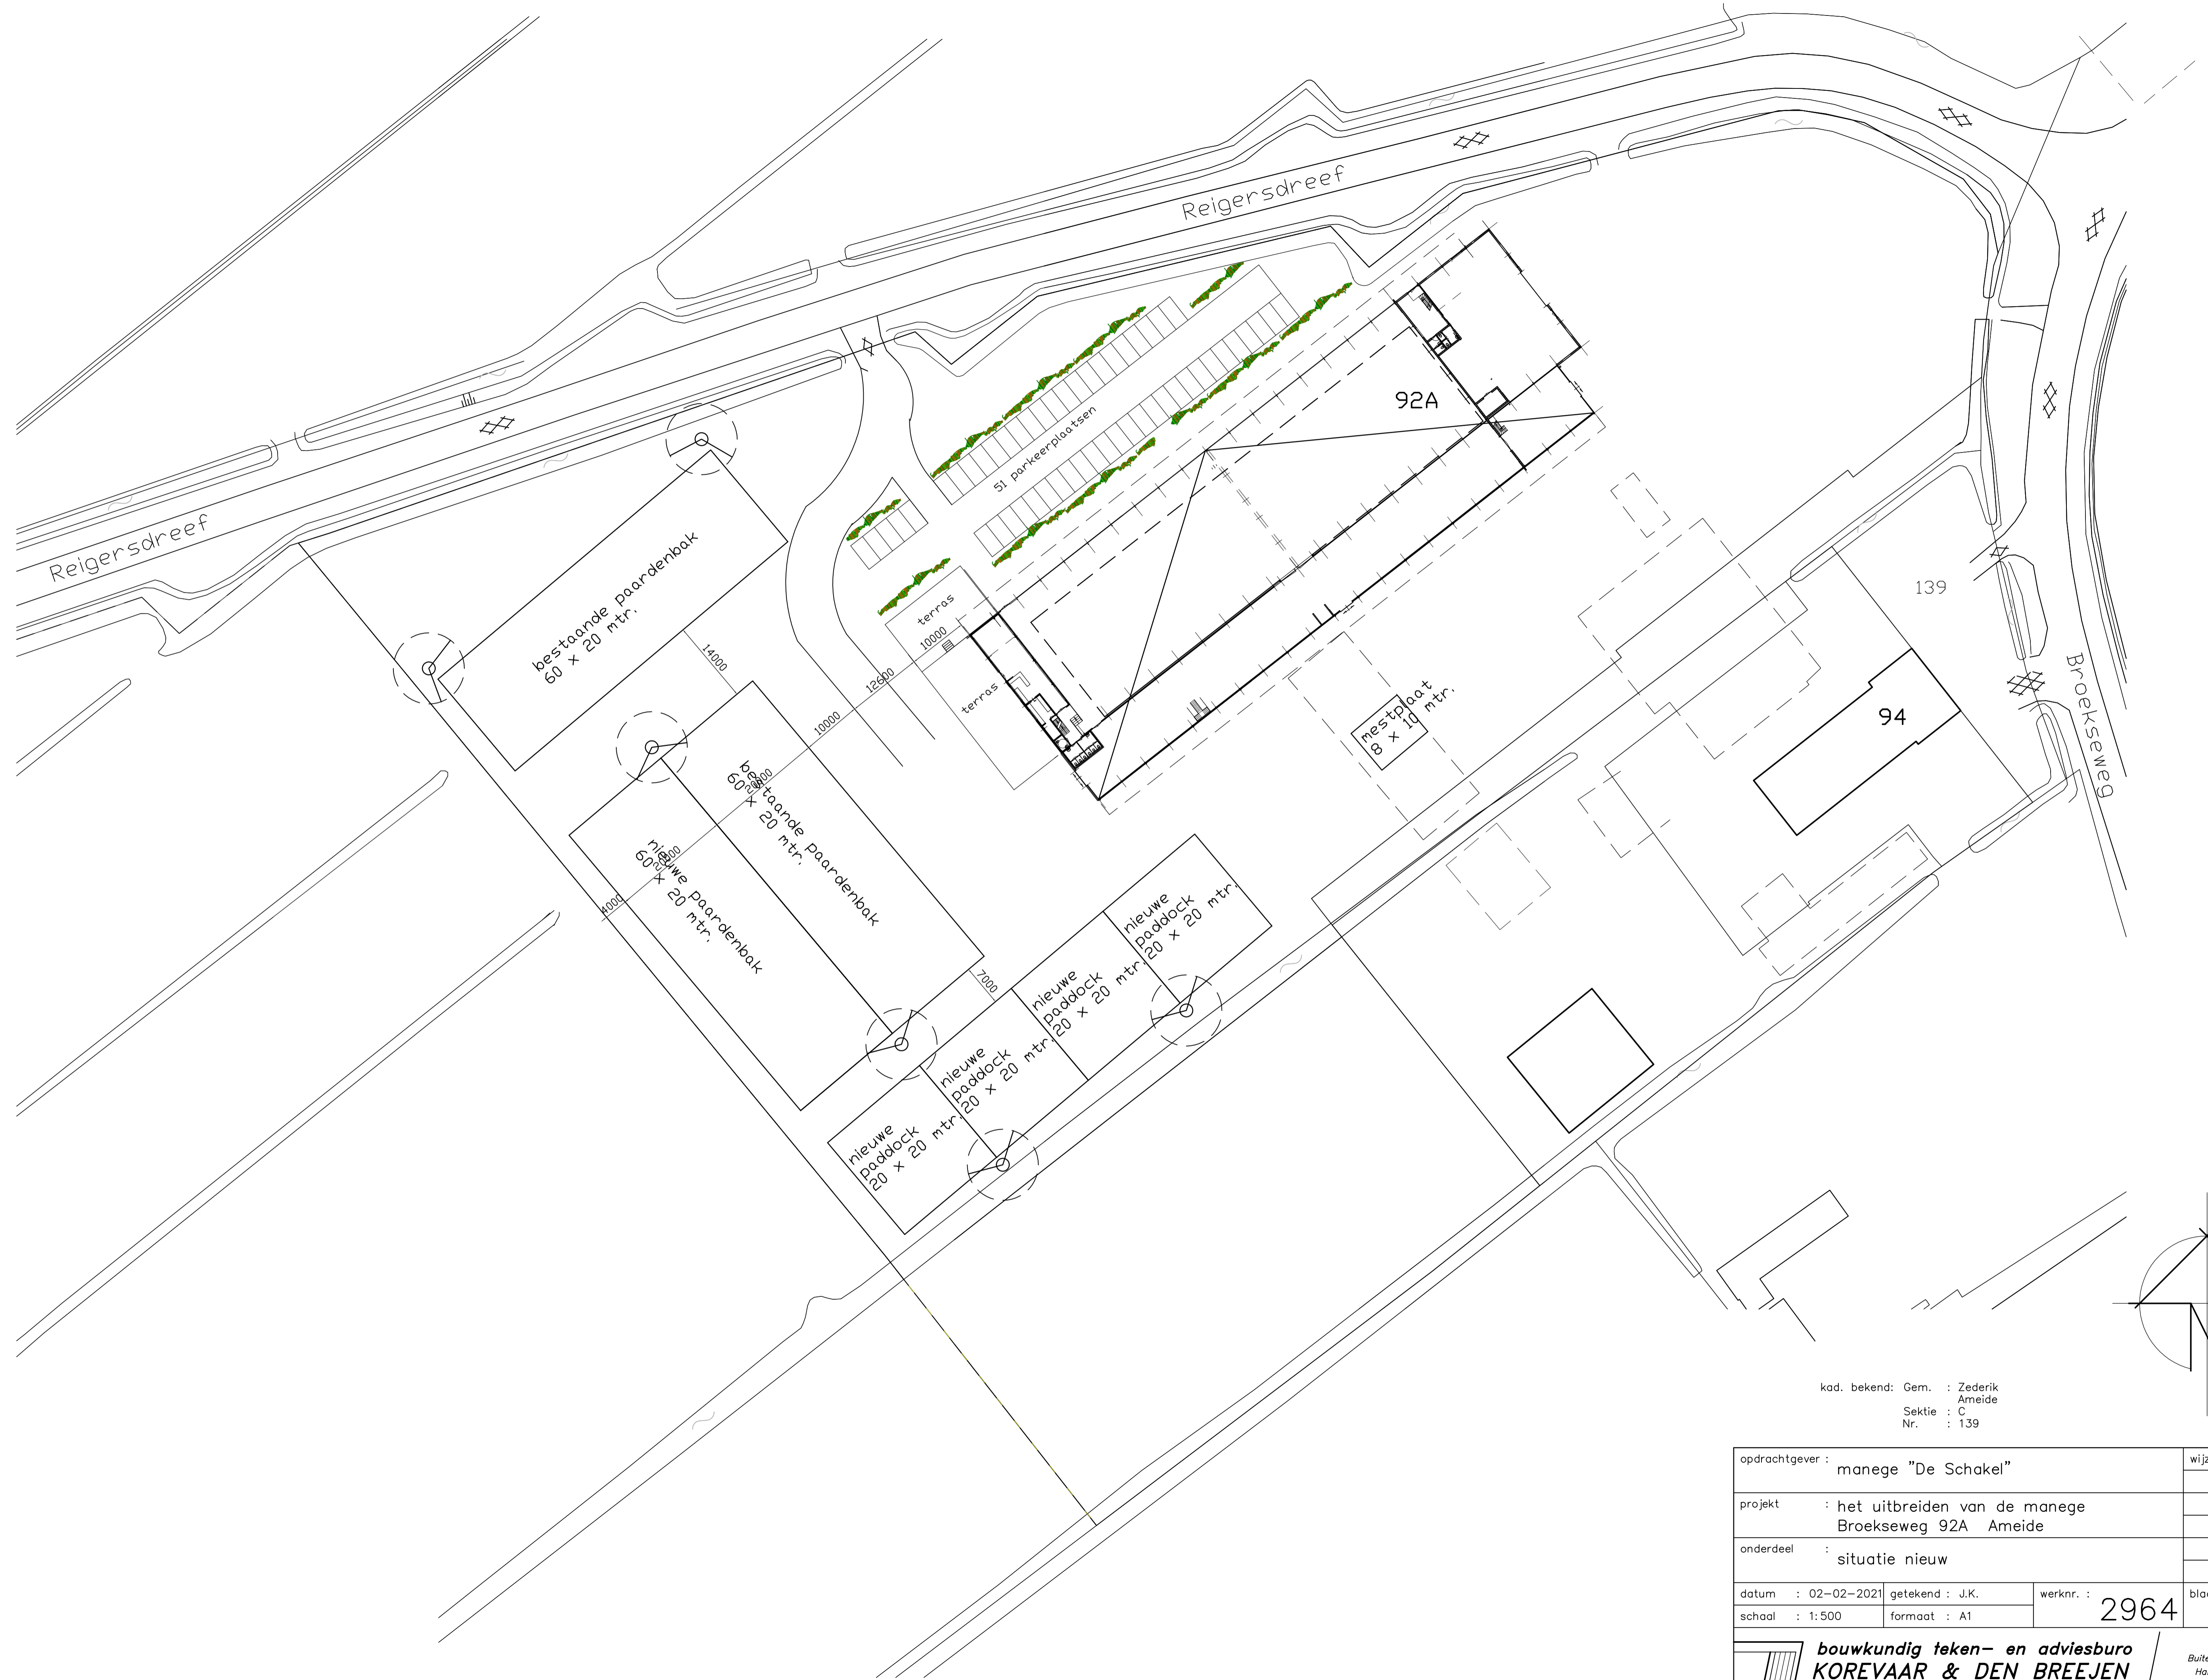 Reigersdreef
Reigersdreef
Broekseweg
51 parkeerplaatsen
92A
139
94
terras
terras
10000
12600
10000
20000
20000
4000
14000
7000
bestaande paardenbak
60 x 20 mtr.
bestaande paardenbak
60 x 20 mtr.
nieuwe paardenbak
60 x 20 mtr.
mestplaat
8 x 10 mtr.
nieuwe
paddock
20 x 20 mtr.
nieuwe
paddock
20 x 20 mtr.
nieuwe
paddock
20 x 20 mtr.
nieuwe
paddock
20 x 20 mtr.
kad. bekend: Gem. : Zederik
Ameide
Sektie : C
Nr. : 139
opdrachtgever : manege "De Schakel"
projekt : het uitbreiden van de manege
Broekseweg 92A Ameide
onderdeel : situatie nieuw
datum : 02-02-2021 getekend : J.K. werknr. : 2964
schaal : 1:500 formaat : A1
bouwkundig teken- en adviesburo
KOREVAAR & DEN BREEJEN